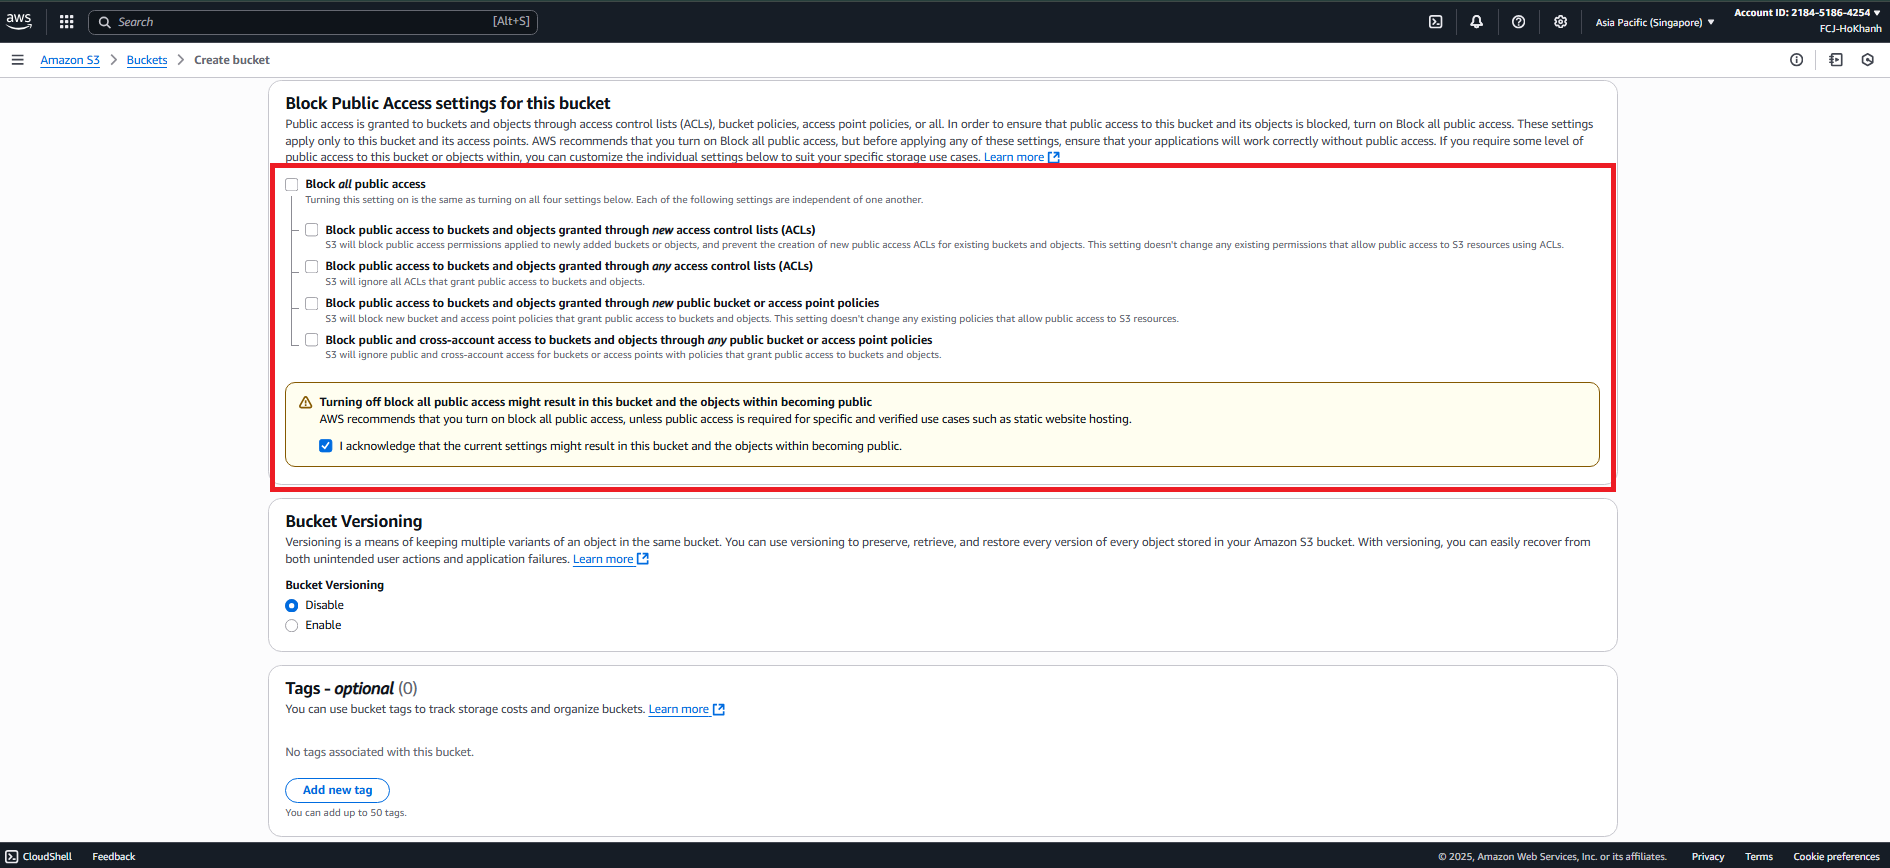 aws
Search
[Alt+S]
Asia Pacific (Singapore)
Account ID: 2184-5186-4254
FCJ-HoKhanh
Amazon S3
Buckets
Create bucket
Block Public Access settings for this bucket
Public access is granted to buckets and objects through access control lists (ACLs), bucket policies, access point policies, or all. In order to ensure that public access to this bucket and its objects is blocked, turn on Block all public access. These settings
apply only to this bucket and its access points. AWS recommends that you turn on Block all public access, but before applying any of these settings, ensure that your applications will work correctly without public access. If you require some level of
public access to this bucket or objects within, you can customize the individual settings below to suit your specific storage use cases. Learn more
Block all public access
Turning this setting on is the same as turning on all four settings below. Each of the following settings are independent of one another.
Block public access to buckets and objects granted through new access control lists (ACLs)
S3 will block public access permissions applied to newly added buckets or objects, and prevent the creation of new public access ACLs for existing buckets and objects. This setting doesn't change any existing permissions that allow public access to S3 resources using ACLs.
Block public access to buckets and objects granted through any access control lists (ACLs)
S3 will ignore all ACLs that grant public access to buckets and objects.
Block public access to buckets and objects granted through new public bucket or access point policies
S3 will block new bucket and access point policies that grant public access to buckets and objects. This setting doesn't change any existing policies that allow public access to S3 resources.
Block public and cross-account access to buckets and objects through any public bucket or access point policies
S3 will ignore public and cross-account access for buckets or access points with policies that grant public access to buckets and objects.
Turning off block all public access might result in this bucket and the objects within becoming public
AWS recommends that you turn on block all public access, unless public access is required for specific and verified use cases such as static website hosting.
I acknowledge that the current settings might result in this bucket and the objects within becoming public.
Bucket Versioning
Versioning is a means of keeping multiple variants of an object in the same bucket. You can use versioning to preserve, retrieve, and restore every version of every object stored in your Amazon S3 bucket. With versioning, you can easily recover from
both unintended user actions and application failures. Learn more
Bucket Versioning
Disable
Enable
Tags - optional (0)
You can use bucket tags to track storage costs and organize buckets. Learn more
No tags associated with this bucket.
Add new tag
You can add up to 50 tags.
CloudShell
Feedback
© 2025, Amazon Web Services, Inc. or its affiliates.
Privacy
Terms
Cookie preferences